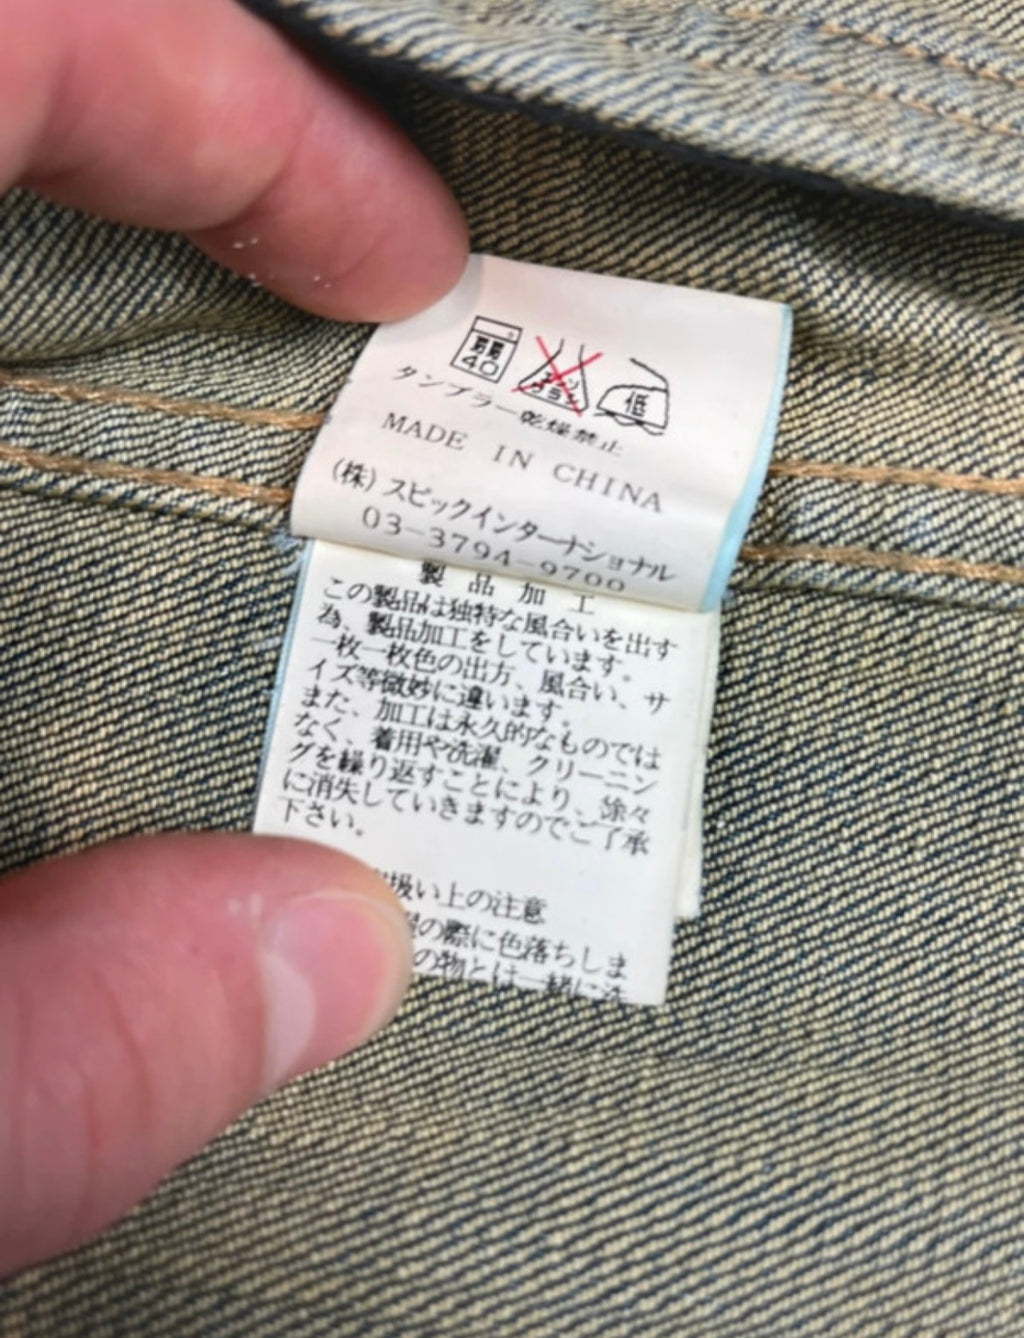 40
低
タンブラー乾燥禁止
MADE IN CHINA
(株) スピックインターナショナル
03-3794-9700
製品加工
この製品は独特な風合いを出す
為、製品加工をしています。
一枚一枚色の出方、風合い、サ
イズ等微妙に違います。
また、加工は永久的なものでは
なく、着用や洗濯、クリーニン
グを繰り返すことにより、涂々
に消失していきますのでご了承
下さい。
扱い上の注意
の際に色落ちしま
の物とは一緒に洗